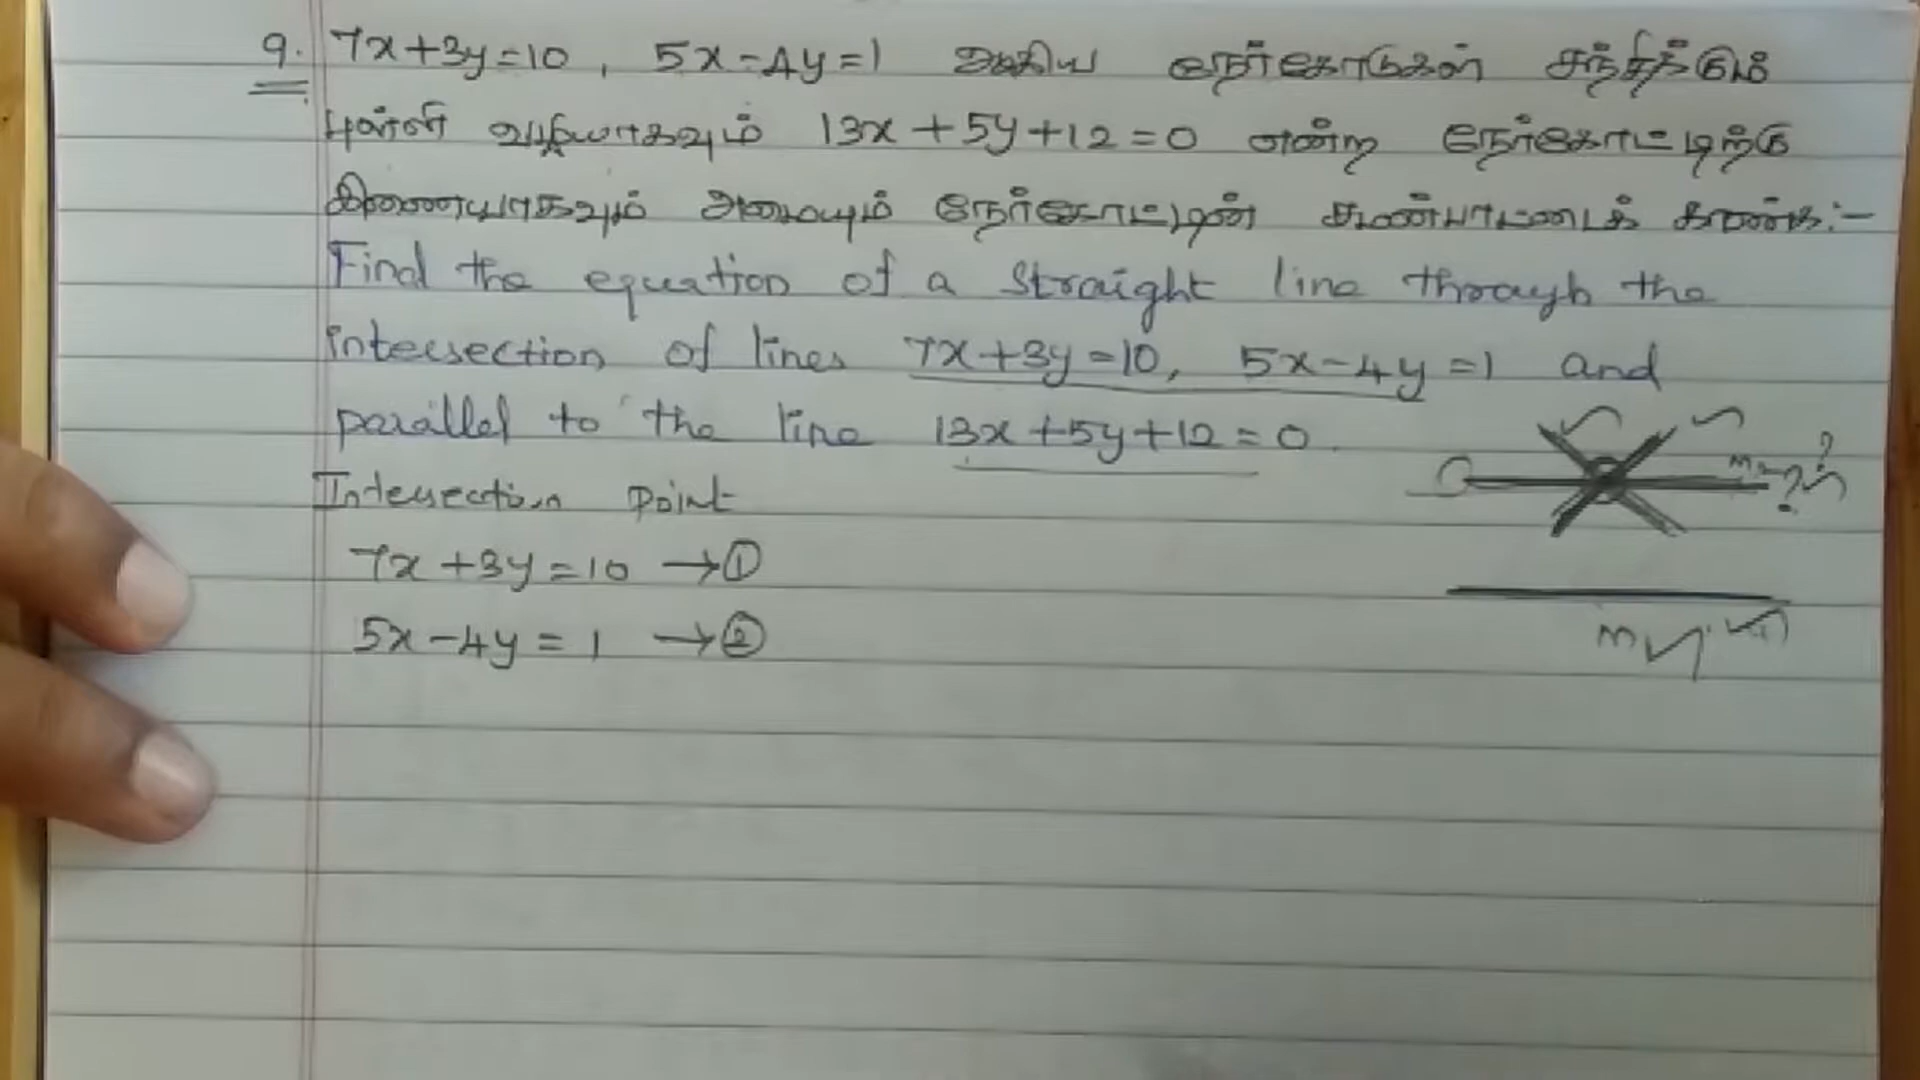 9. 7x+3y=10, 5x-4y=1 ஆகிய நேர்கோடுகள் சந்திக்கும்
புள்ளி வழியாகவும் 13x+5y+12=0 என்ற நேர்கோட்டிற்கு
இணையாகவும் அமையும் நேர்கோட்டின் சமன்பாட்டைக் காண்க:-
Find the equation of a straight line through the
intersection of lines 7x+3y=10, 5x-4y=1 and
parallel to the line 13x+5y+12=0.
Intersection point
7x+3y=10 →①
5x-4y=1 →②
m=?
m